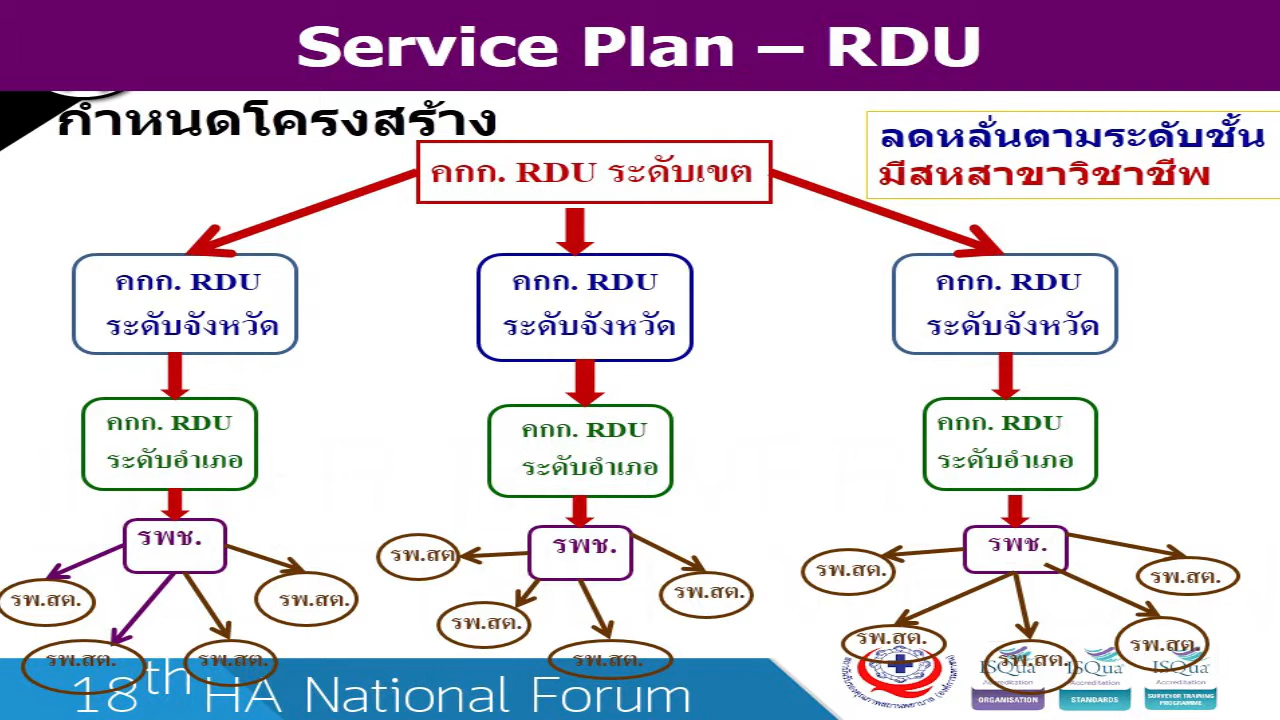 Service Plan – RDU
กำหนดโครงสร้าง
ลดหลั่นตามระดับชั้น
มีสหสาขาวิชาชีพ
คกก. RDU ระดับเขต
คกก. RDU
ระดับจังหวัด
คกก. RDU
ระดับจังหวัด
คกก. RDU
ระดับจังหวัด
คกก. RDU
ระดับอำเภอ
คกก. RDU
ระดับอำเภอ
คกก. RDU
ระดับอำเภอ
รพช.
รพช.
รพช.
รพ.สต.
รพ.สต.
รพ.สต.
รพ.สต.
รพ.สต
รพ.สต.
รพ.สต.
รพ.สต.
รพ.สต.
รพ.สต.
รพ.สต.
รพ.สต.
รพ.สต.
18th HA National Forum
ISQua
Accreditation
ORGANISATION
ISQua
Accreditation
STANDARDS
ISQua
Accreditation
SURVEYOR TRAINING
PROGRAMME